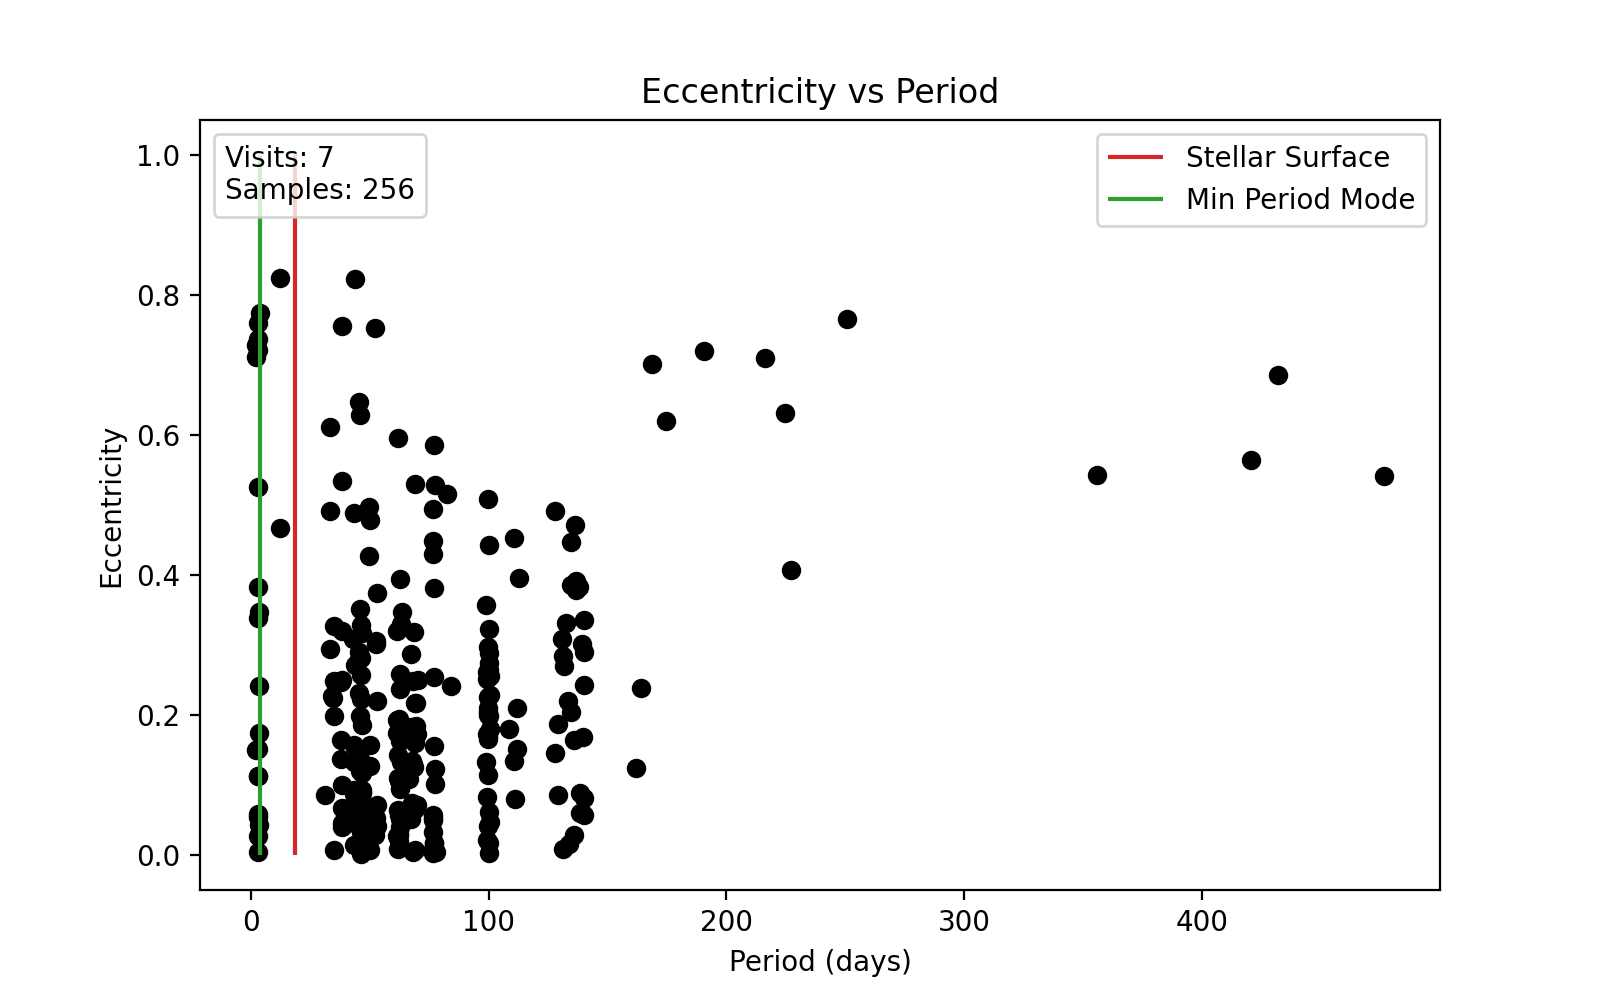 Eccentricity vs Period
Visits: 7
Samples: 256
Stellar Surface
Min Period Mode
1.0
0.8
0.6
0.4
0.2
0.0
Eccentricity
0
100
200
300
400
Period (days)